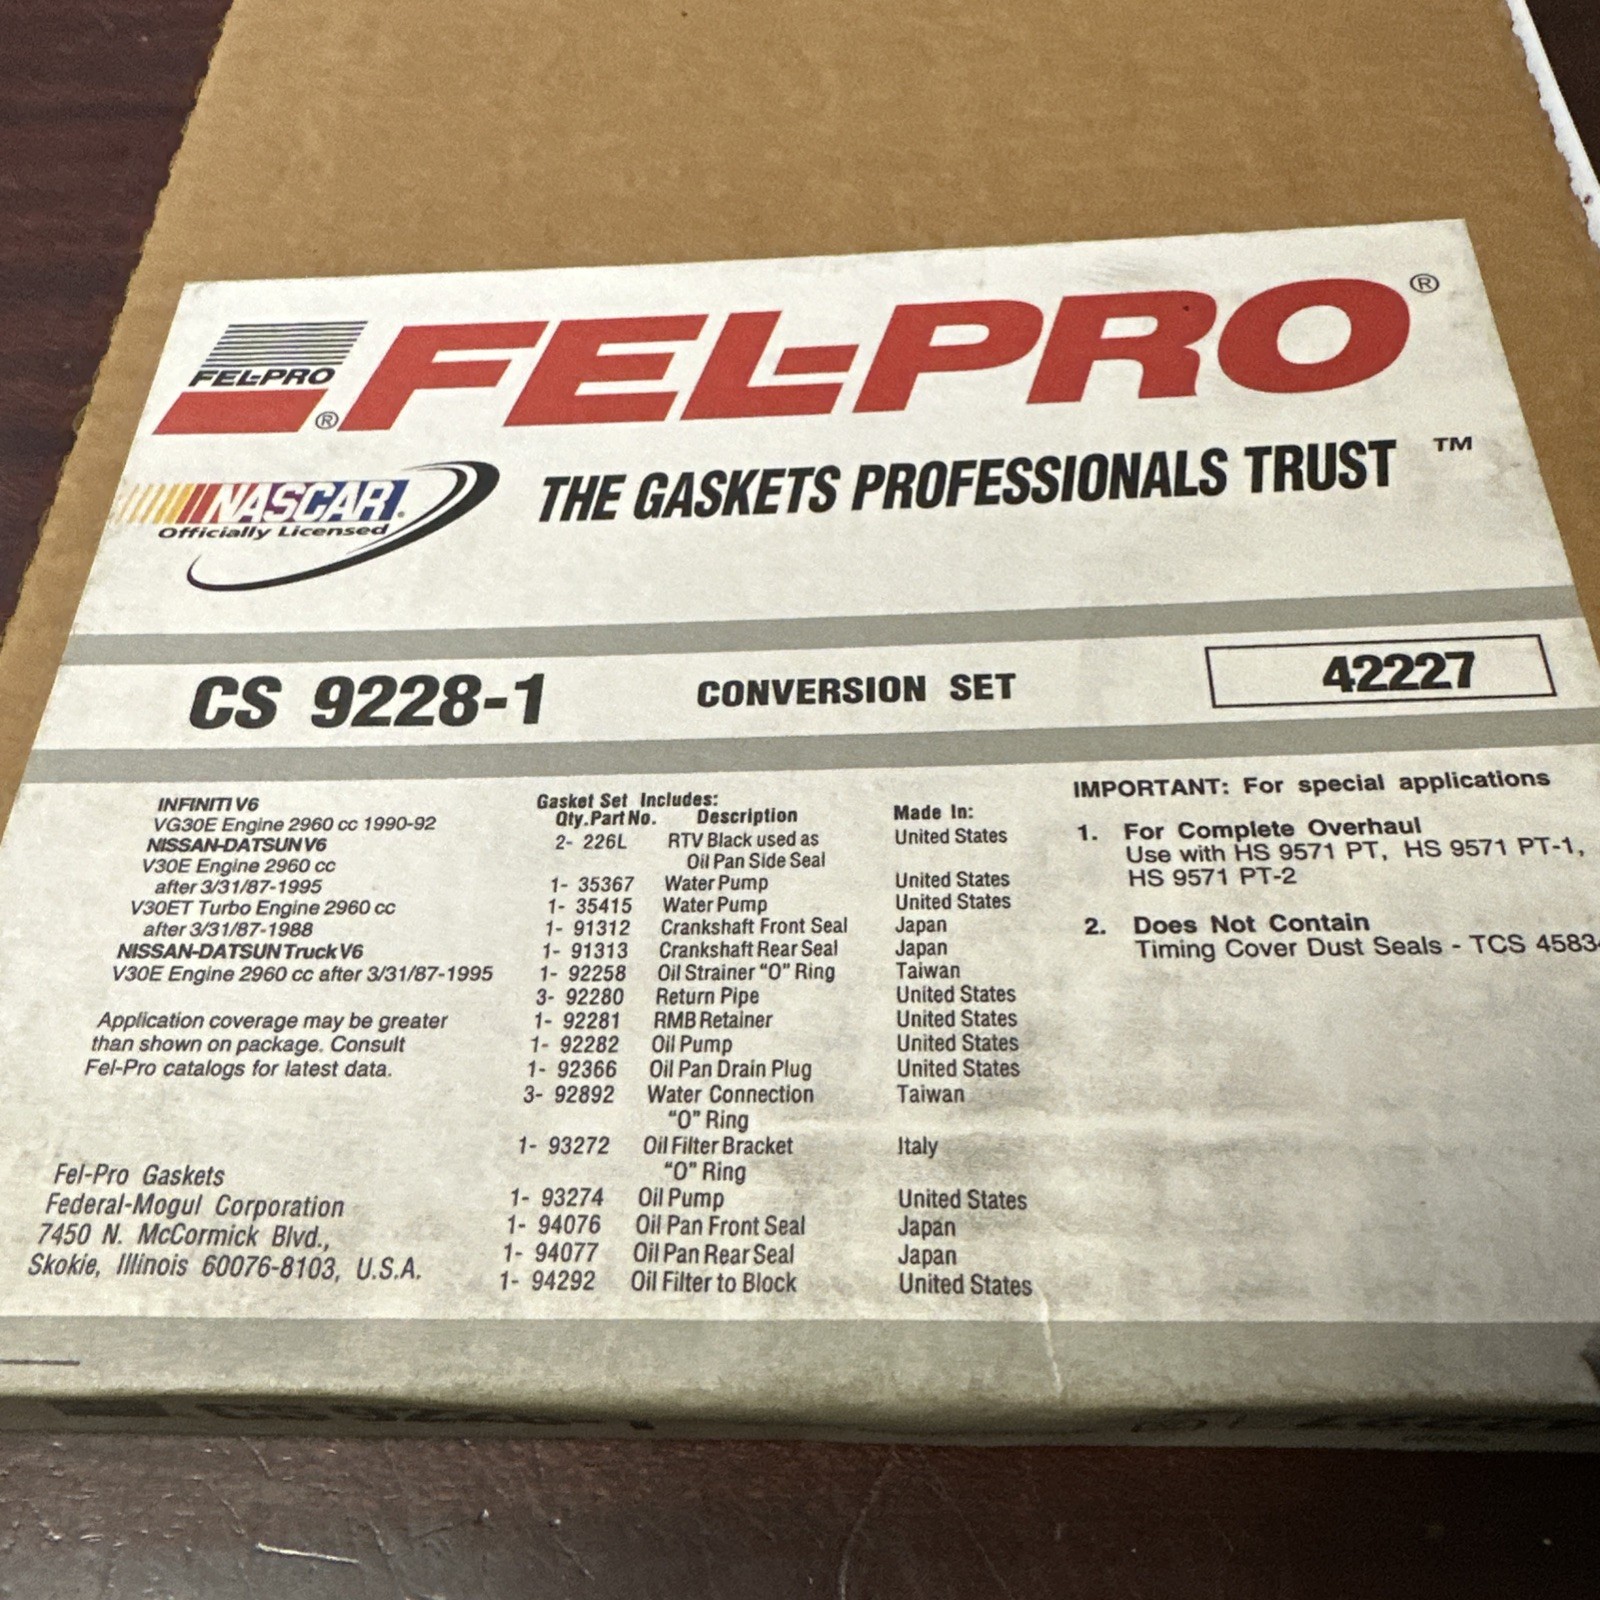 FEL-PRO®
FEL-PRO ®
NASCAR.
Officially Licensed
THE GASKETS PROFESSIONALS TRUST ™
CS 9228-1 CONVERSION SET 42227
INFINITI V6
VG30E Engine 2960 cc 1990-92
NISSAN-DATSUN V6
V30E Engine 2960 cc
after 3/31/87-1995
V30ET Turbo Engine 2960 cc
after 3/31/87-1988
NISSAN-DATSUN Truck V6
V30E Engine 2960 cc after 3/31/87-1995
Application coverage may be greater
than shown on package. Consult
Fel-Pro catalogs for latest data.
Fel-Pro Gaskets
Federal-Mogul Corporation
7450 N. McCormick Blvd.,
Skokie, Illinois 60076-8103, U.S.A.
Gasket Set Includes:
Qty. Part No. Description Made In:
2- 226L RTV Black used as United States
Oil Pan Side Seal
1- 35367 Water Pump United States
1- 35415 Water Pump United States
1- 91312 Crankshaft Front Seal Japan
1- 91313 Crankshaft Rear Seal Japan
1- 92258 Oil Strainer "O" Ring Taiwan
3- 92280 Return Pipe United States
1- 92281 RMB Retainer United States
1- 92282 Oil Pump United States
1- 92366 Oil Pan Drain Plug United States
3- 92892 Water Connection Taiwan
"O" Ring
1- 93272 Oil Filter Bracket Italy
"O" Ring
1- 93274 Oil Pump United States
1- 94076 Oil Pan Front Seal Japan
1- 94077 Oil Pan Rear Seal Japan
1- 94292 Oil Filter to Block United States
IMPORTANT: For special applications
1. For Complete Overhaul
Use with HS 9571 PT, HS 9571 PT-1,
HS 9571 PT-2
2. Does Not Contain
Timing Cover Dust Seals - TCS 4583
CS 9228-1